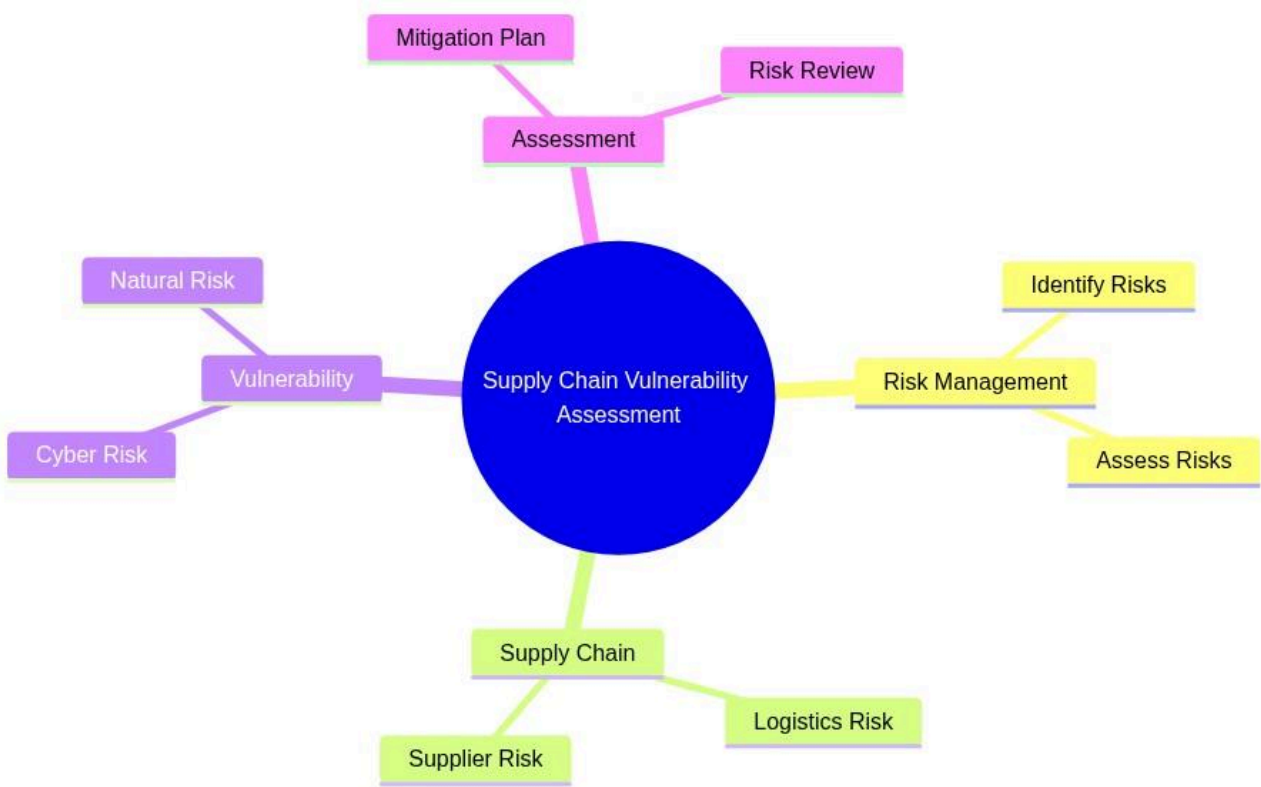 Mitigation Plan
Risk Review
Assessment
Natural Risk
Identify Risks
Vulnerability
Supply Chain Vulnerability
Assessment
Risk Management
Cyber Risk
Assess Risks
Supply Chain
Logistics Risk
Supplier Risk